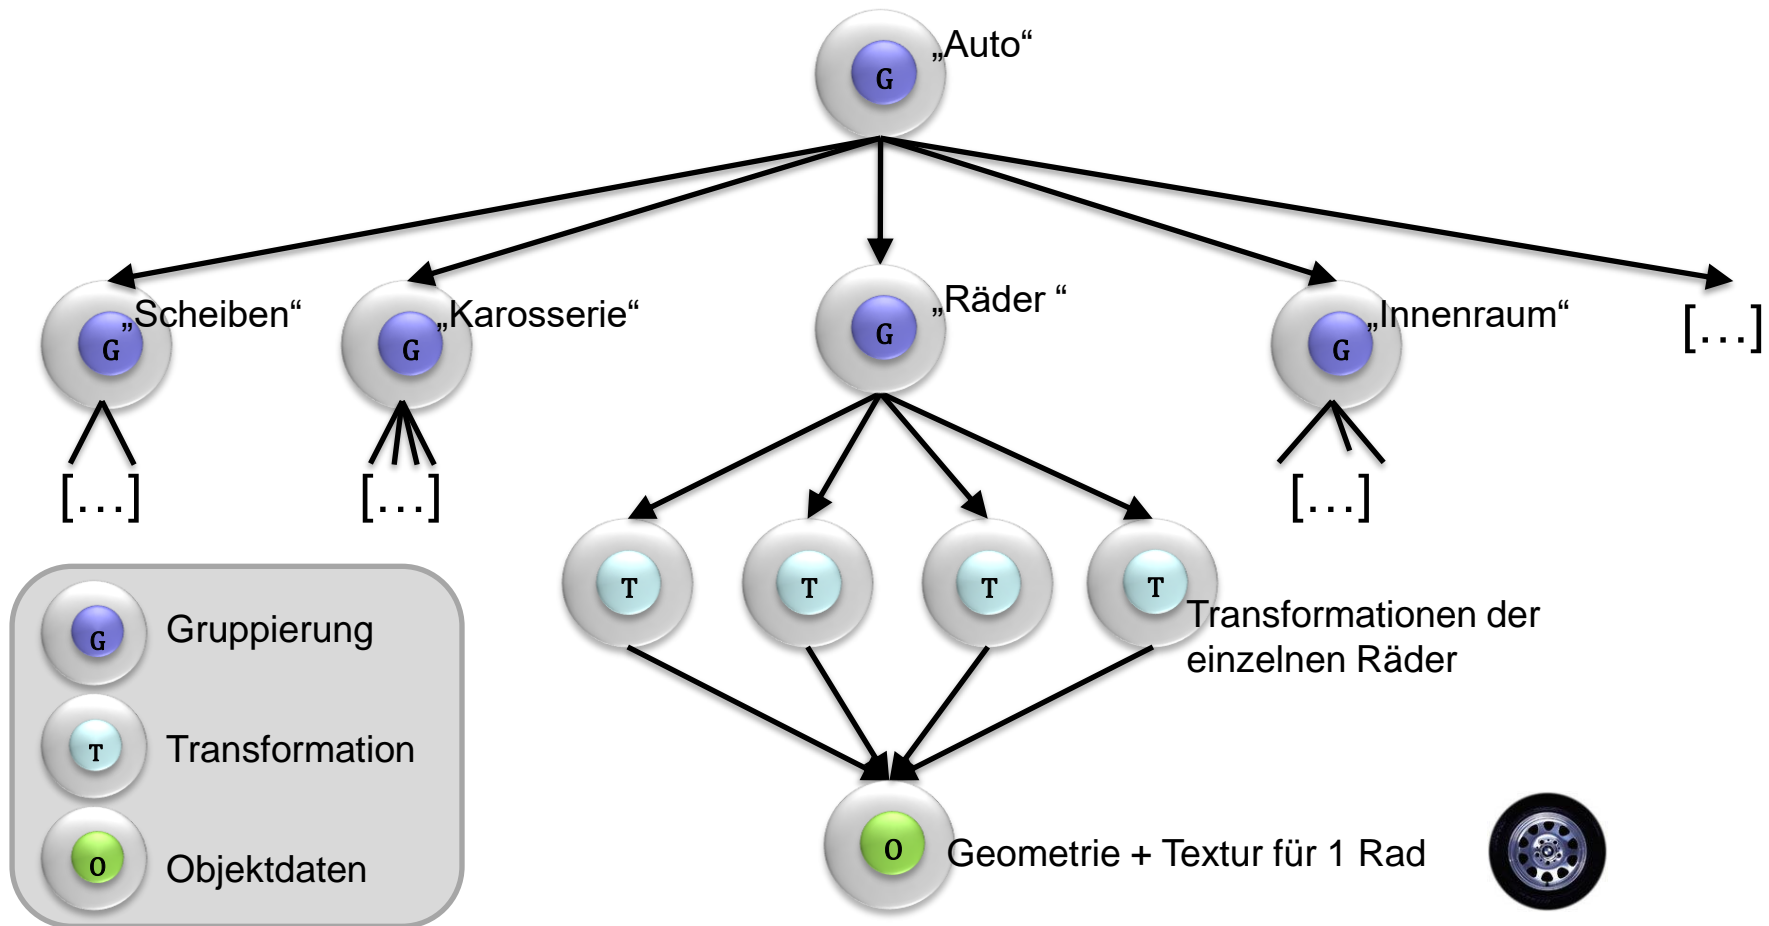 „Auto“
G
„Scheiben“
G
„Karosserie“
G
„Räder “
G
„Innenraum“
G
[…]
[…]
[…]
[…]
T
T
T
T
Transformationen der
einzelnen Räder
G
Gruppierung
T
Transformation
O
Objektdaten
O
Geometrie + Textur für 1 Rad